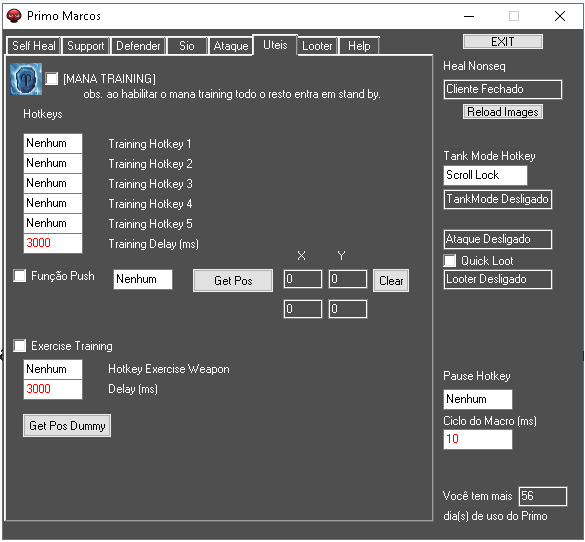 Primo Marcos
Self Heal Support Defender Sio Ataque Uteis Looter Help
[MANA TRAINING]
obs. ao habilitar o mana training todo o resto entra em stand by.
Hotkeys
Nenhum Training Hotkey 1
Nenhum Training Hotkey 2
Nenhum Training Hotkey 3
Nenhum Training Hotkey 4
Nenhum Training Hotkey 5
3000 Training Delay (ms)
X Y
Função Push Nenhum Get Pos 0 0 Clear
0 0
Exercise Training
Nenhum Hotkey Exercise Weapon
3000 Delay (ms)
Get Pos Dummy
EXIT
Heal Nonseq
Cliente Fechado
Reload Images
Tank Mode Hotkey
Scroll Lock
TankMode Desligado
Ataque Desligado
Quick Loot
Looter Desligado
Pause Hotkey
Nenhum
Ciclo do Macro (ms)
10
Você tem mais 56
dia(s) de uso do Primo